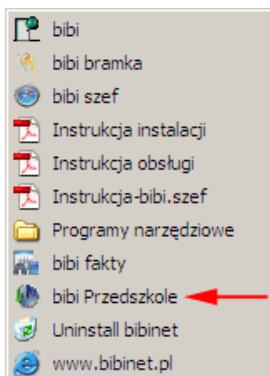 bibi
bibi bramka
bibi szef
Instrukcja instalacji
Instrukcja obsługi
Instrukcja-bibi.szef
Programy narzędziowe
bibi fakty
bibi Przedszkole
Uninstall bibinet
www.bibinet.pl